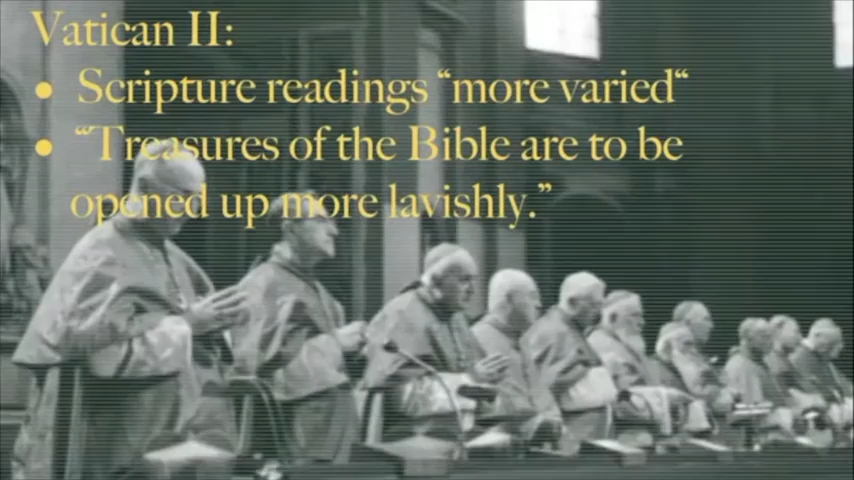 Vatican II:
• Scripture readings “more varied“
• “Treasures of the Bible are to be
opened up more lavishly.”